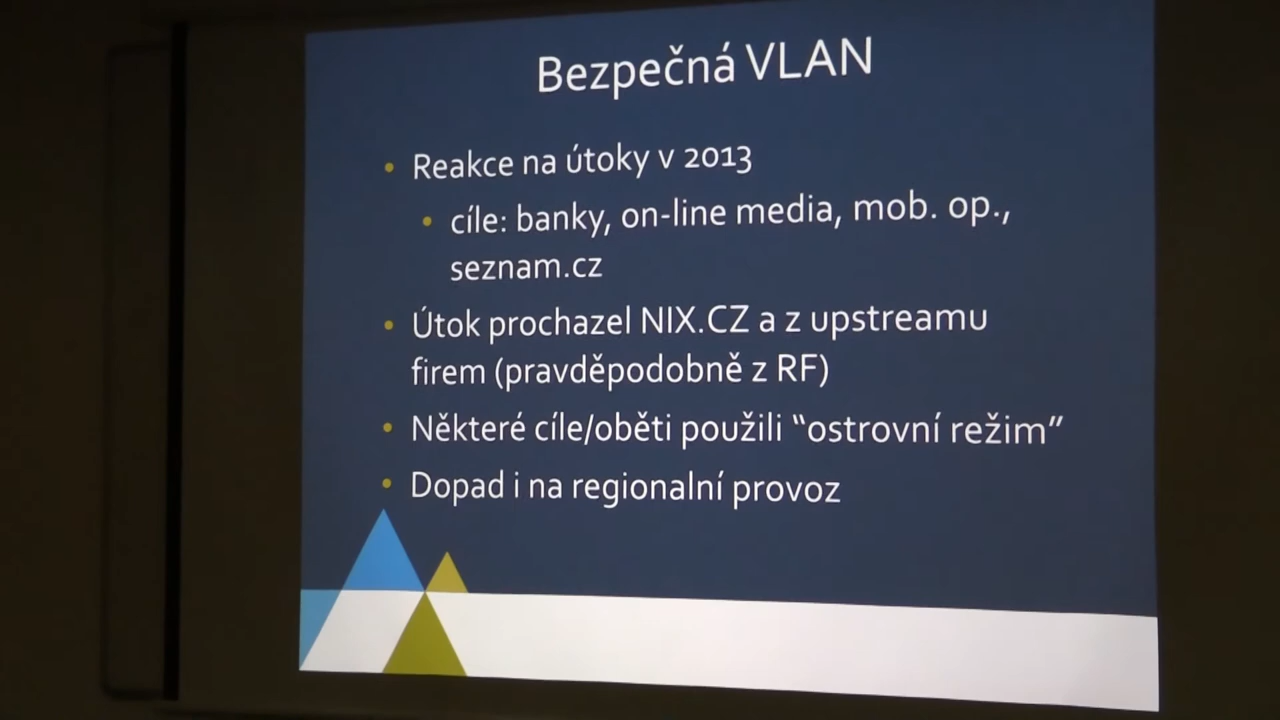 Bezpečná VLAN
Reakce na útoky v 2013
cíle: banky, on-line media, mob. op.,
seznam.cz
Útok prochazel NIX.CZ a z upstreamu
firem (pravděpodobně z RF)
Některé cíle/oběti použili “ostrovní režim”
Dopad i na regionalní provoz